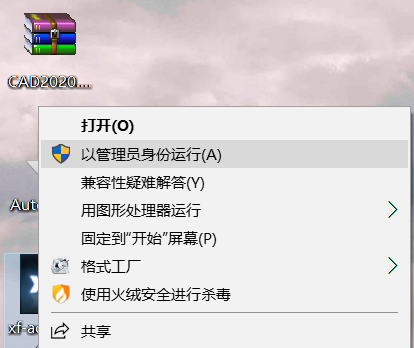 CAD2020...
打开(O)
以管理员身份运行(A)
兼容性疑难解答(Y)
Auto
用图形处理器运行
固定到"开始"屏幕(P)
格式工厂
使用火绒安全进行杀毒
xf-ad
共享